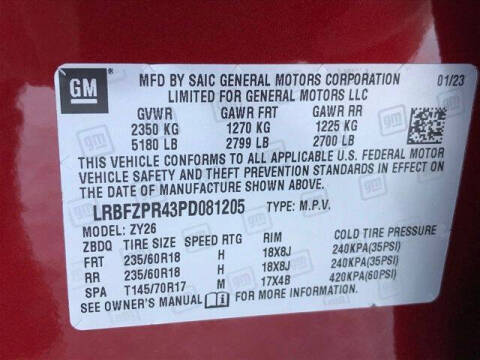 GM
MFD BY SAIC GENERAL MOTORS CORPORATION 01/23
LIMITED FOR GENERAL MOTORS LLC
GVWR GAWR FRT GAWR RR
2350 KG 1270 KG 1225 KG
5180 LB 2799 LB 2700 LB
THIS VEHICLE CONFORMS TO ALL APPLICABLE U.S. FEDERAL MOTOR
VEHICLE SAFETY AND THEFT PREVENTION STANDARDS IN EFFECT ON
THE DATE OF MANUFACTURE SHOWN ABOVE.
LRBFZPR43PD081205 TYPE: M.P.V.
MODEL: ZY26
ZBDQ TIRE SIZE SPEED RTG RIM COLD TIRE PRESSURE
FRT 235/60R18 H 18X8J 240KPA(35PSI)
RR 235/60R18 H 18X8J 240KPA(35PSI)
SPA T145/70R17 M 17X4B 420KPA(60PSI)
SEE OWNER'S MANUAL FOR MORE INFORMATION.